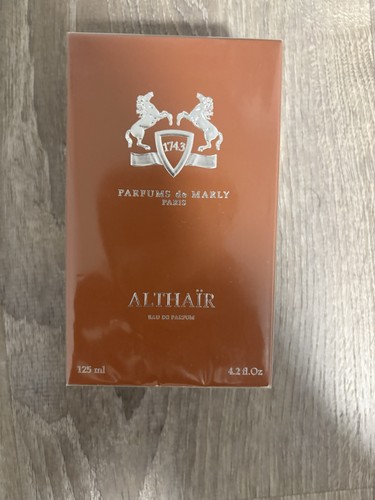 1743
PARFUMS de MARLY
PARIS
ALTHAÏR
EAU DE PARFUM
125 ml 4.2 fl.Oz